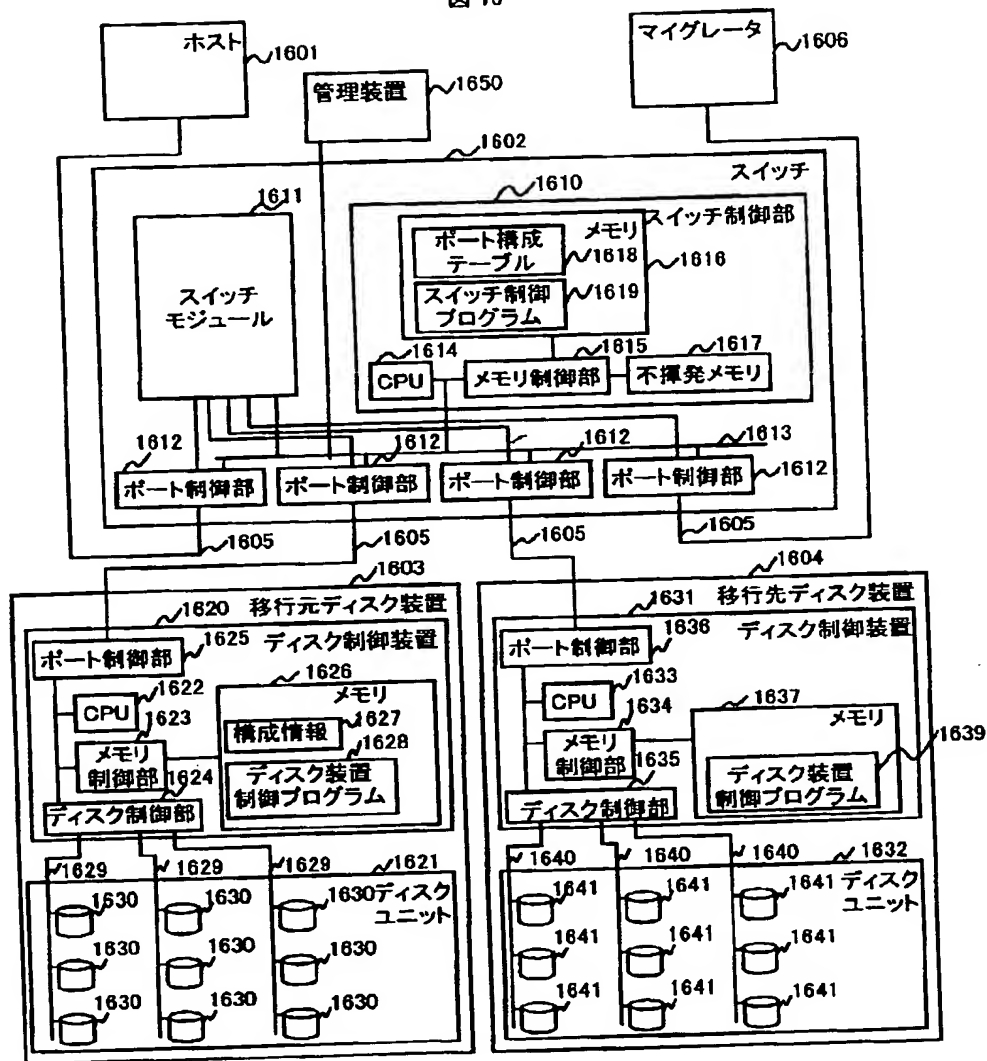 ホスト
1601
管理装置
1650
マイグレータ
1606
1602
スイッチ
1611
スイッチ
モジュール
1610
スイッチ制御部
メモリ
ポート構成
テーブル
1618
1616
スイッチ制御
プログラム
1619
1614
CPU
1615
メモリ制御部
1617
不揮発メモリ
1612
ポート制御部
1612
ポート制御部
1612
ポート制御部
1613
1612
ポート制御部
1605
1605
1605
1605
1603
移行元ディスク装置
1620
ディスク制御装置
1625
ポート制御部
1622
CPU
1623
メモリ
制御部
1624
ディスク制御部
1626
メモリ
1627
構成情報
1628
ディスク装置
制御プログラム
1629
1629
1629
1621
ディスク
ユニット
1630
1630
1630
1630
1630
1630
1630
1630
1630
1604
移行先ディスク装置
1631
ディスク制御装置
1636
ポート制御部
1633
CPU
1634
メモリ
制御部
1635
ディスク制御部
1637
メモリ
1639
ディスク装置
制御プログラム
1640
1640
1640
1632
ディスク
ユニット
1641
1641
1641
1641
1641
1641
1641
1641
1641